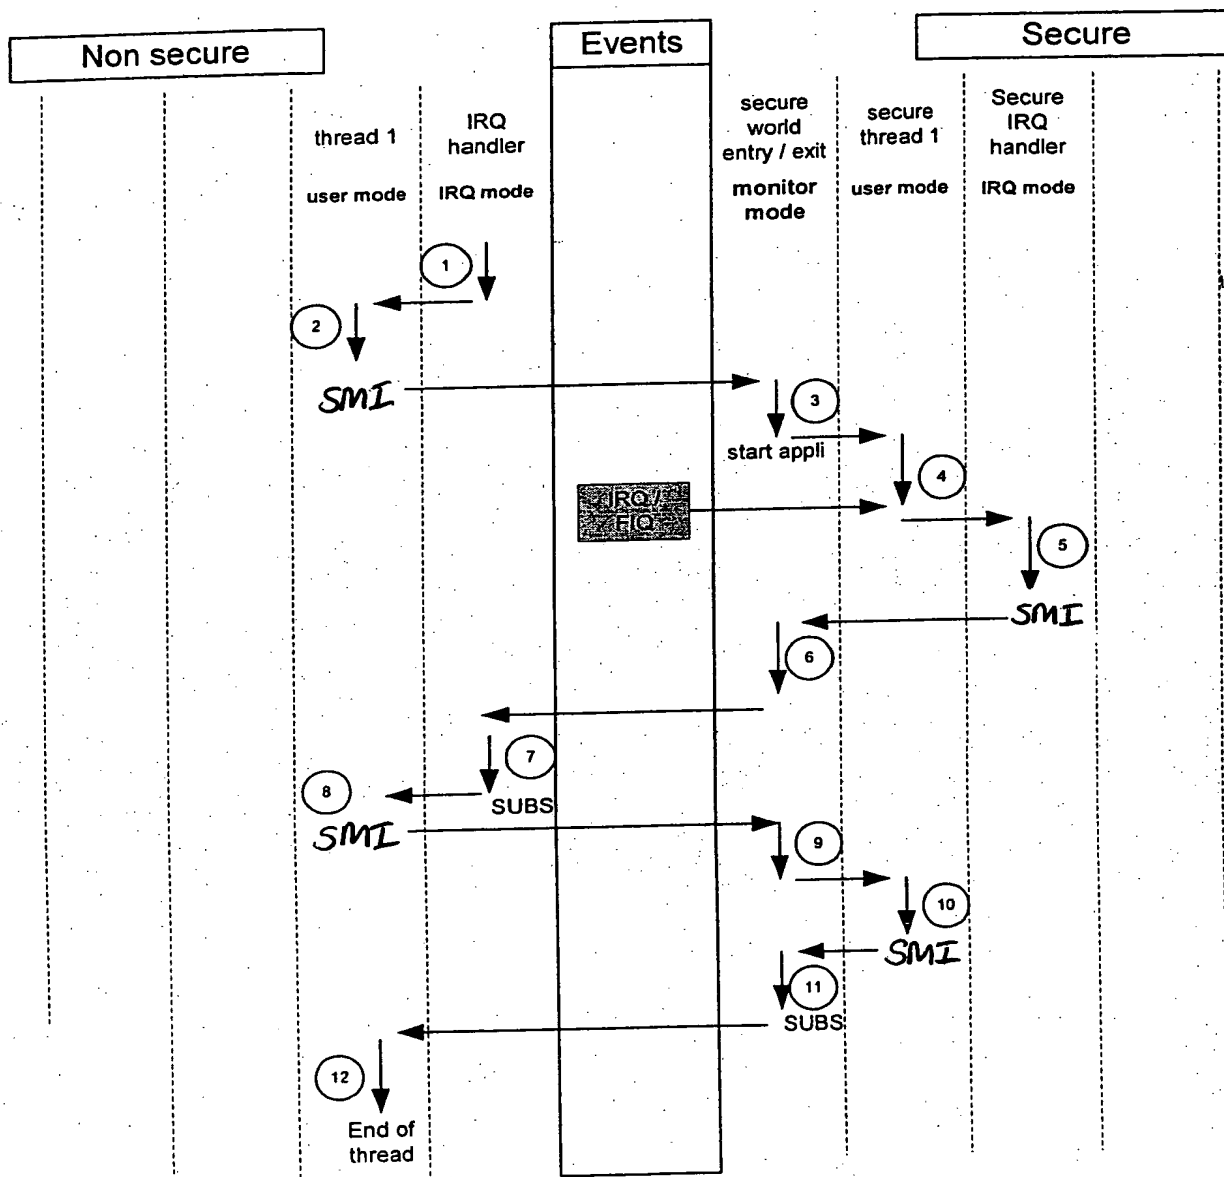 Non secure
Events
Secure
thread 1
user mode
IRQ
handler
IRQ mode
secure
world
entry / exit
monitor
mode
secure
thread 1
user mode
Secure
IRQ
handler
IRQ mode
1
2
SMI
3
start appli
4
IRQ /
FIQ
5
SMI
6
7
8
SUBS
SMI
9
10
SMI
11
SUBS
12
End of
thread